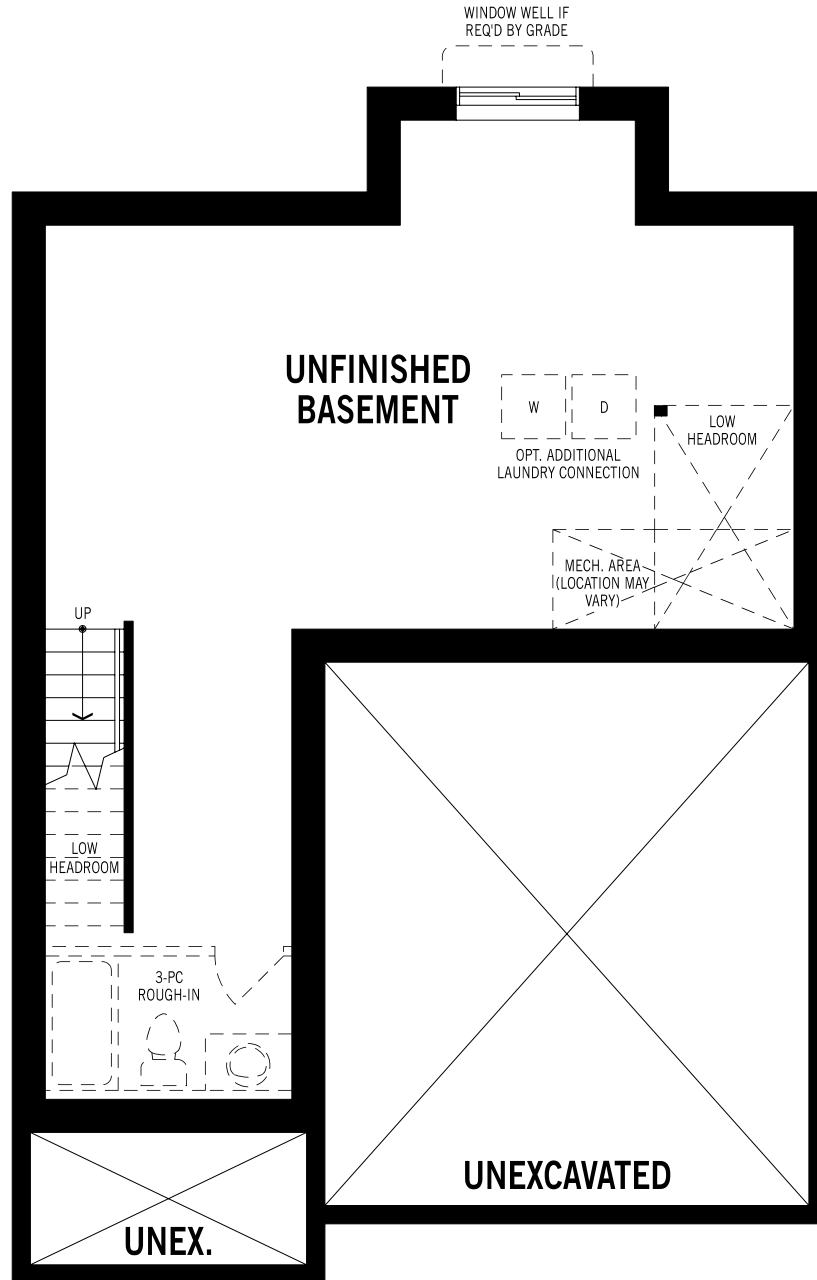 WINDOW WELL IF
REQ'D BY GRADE
UNFINISHED
BASEMENT
W
D
OPT. ADDITIONAL
LAUNDRY CONNECTION
LOW
HEADROOM
MECH. AREA
(LOCATION MAY
VARY)
UP
LOW
HEADROOM
3-PC
ROUGH-IN
UNEXCAVATED
UNEX.